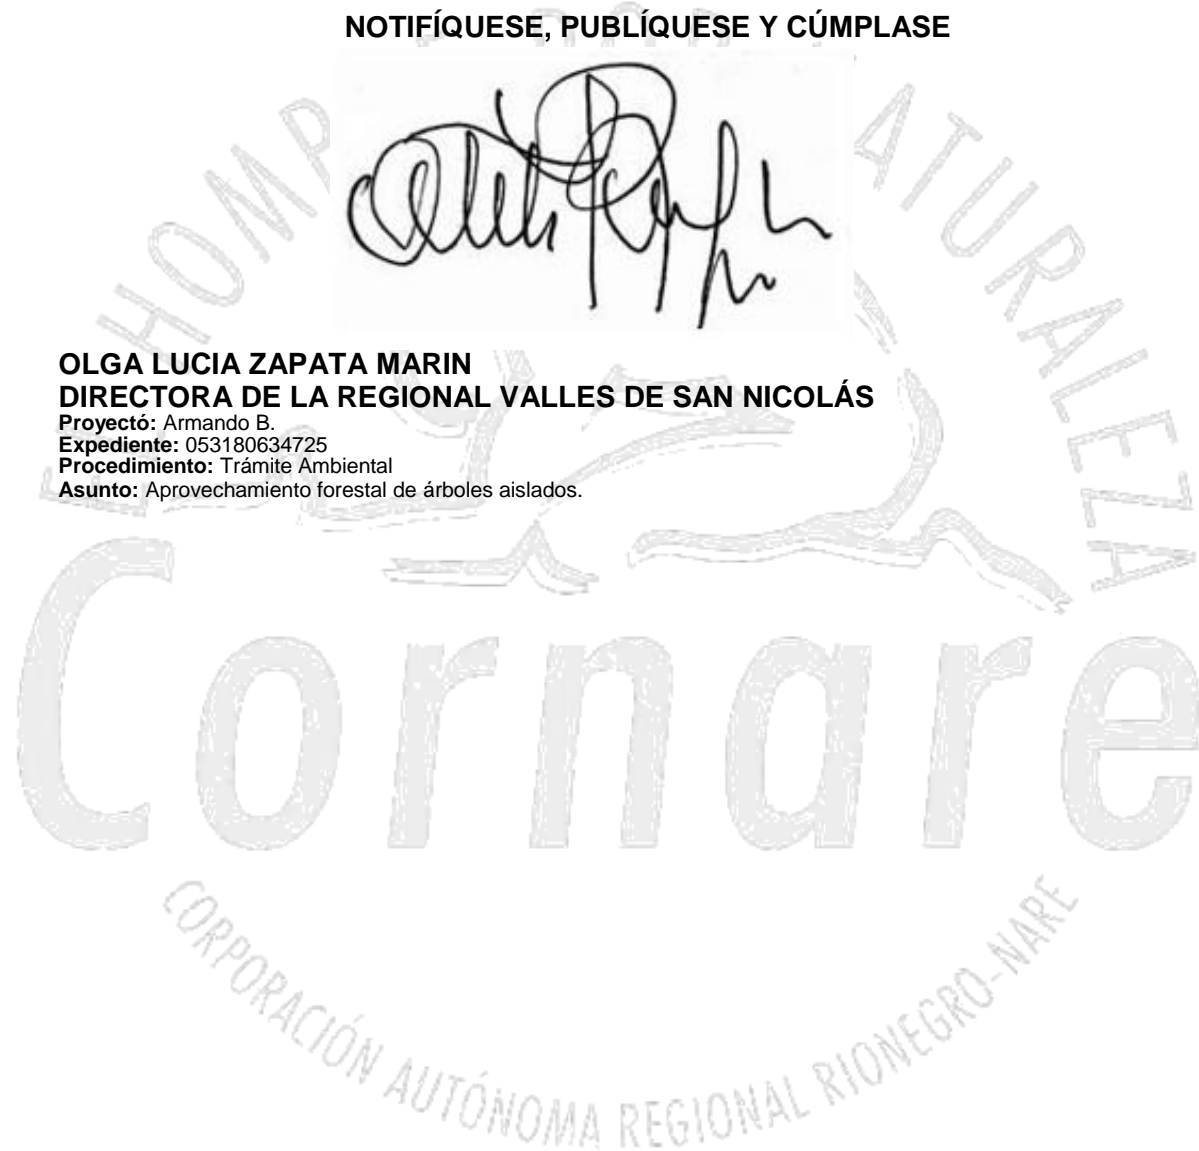 NOTIFÍQUESE, PUBLÍQUESE Y CÚMPLASE
OLGA LUCIA ZAPATA MARIN
DIRECTORA DE LA REGIONAL VALLES DE SAN NICOLÁS
Proyectó: Armando B.
Expediente: 053180634725
Procedimiento: Trámite Ambiental
Asunto: Aprovechamiento forestal de árboles aislados.
Cornare
CORPORACIÓN AUTÓNOMA REGIONAL RIONEGRO-NARE